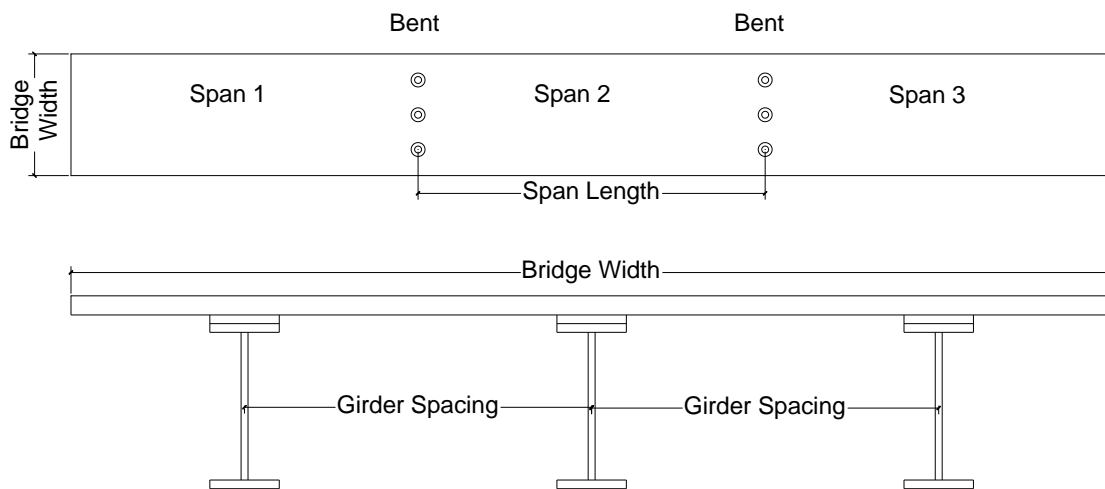 Bent Bent
Span 1 Span 2 Span 3
Bridge
Width
Span Length
Bridge Width
Girder Spacing Girder Spacing